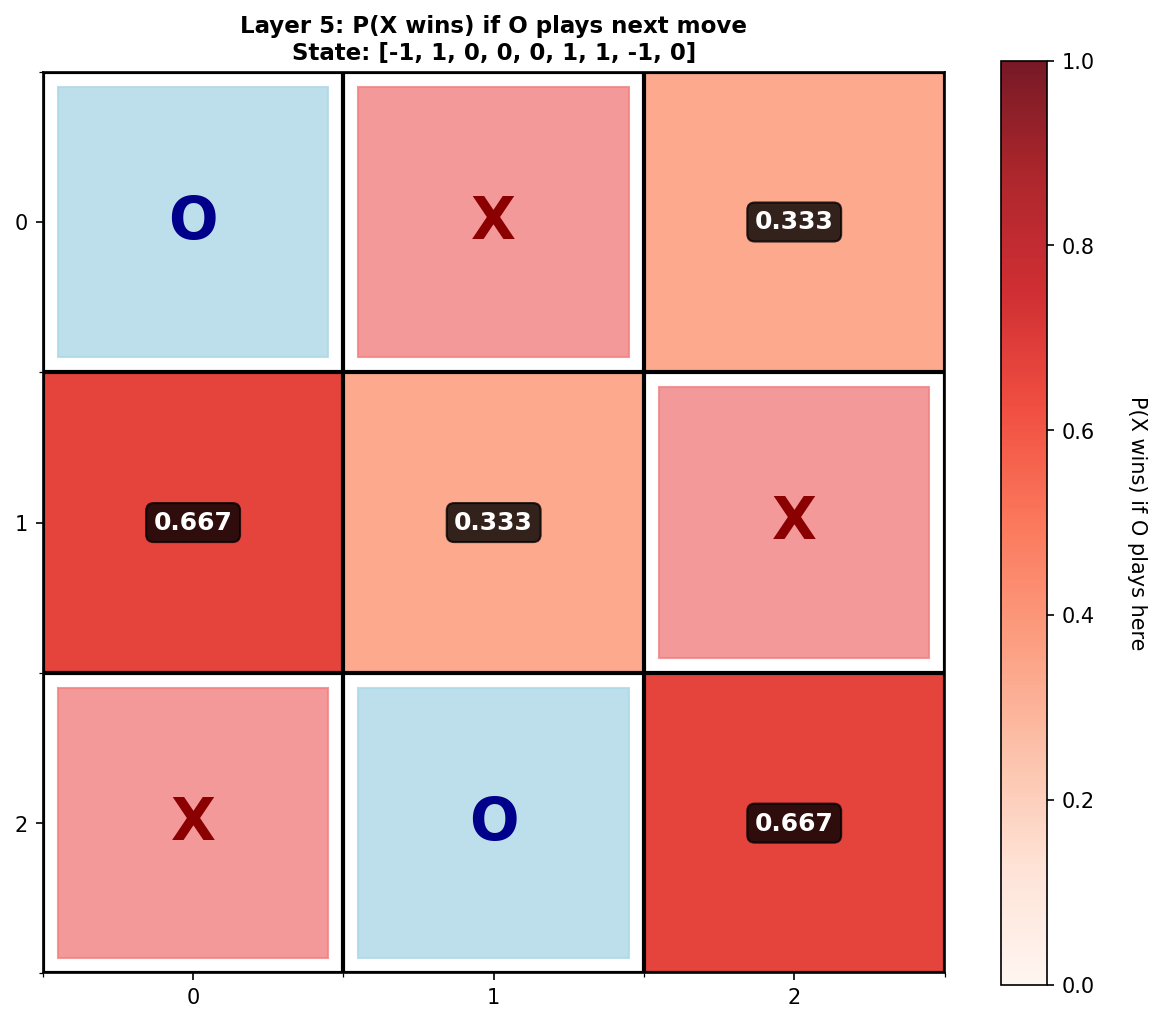 Layer 5: P(X wins) if O plays next move
State: [-1, 1, 0, 0, 0, 1, 1, -1, 0]
O X 0.333
0.667 0.333 X
X O 0.667
0
1
2
0 1 2
1.0
0.8
0.6
0.4
0.2
0.0
P(X wins) if O plays here